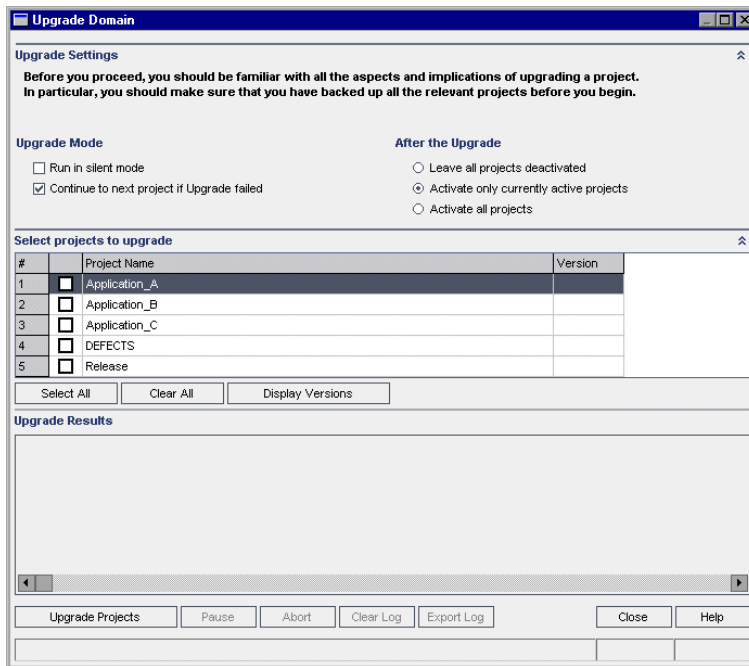 Upgrade Domain
Upgrade Settings
Before you proceed, you should be familiar with all the aspects and implications of upgrading a project.
In particular, you should make sure that you have backed up all the relevant projects before you begin.
Upgrade Mode
Run in silent mode
Continue to next project if Upgrade failed
After the Upgrade
Leave all projects deactivated
Activate only currently active projects
Activate all projects
Select projects to upgrade
# Project Name Version
1 Application_A
2 Application_B
3 Application_C
4 DEFECTS
5 Release
Select All Clear All Display Versions
Upgrade Results
Upgrade Projects Pause Abort Clear Log Export Log Close Help